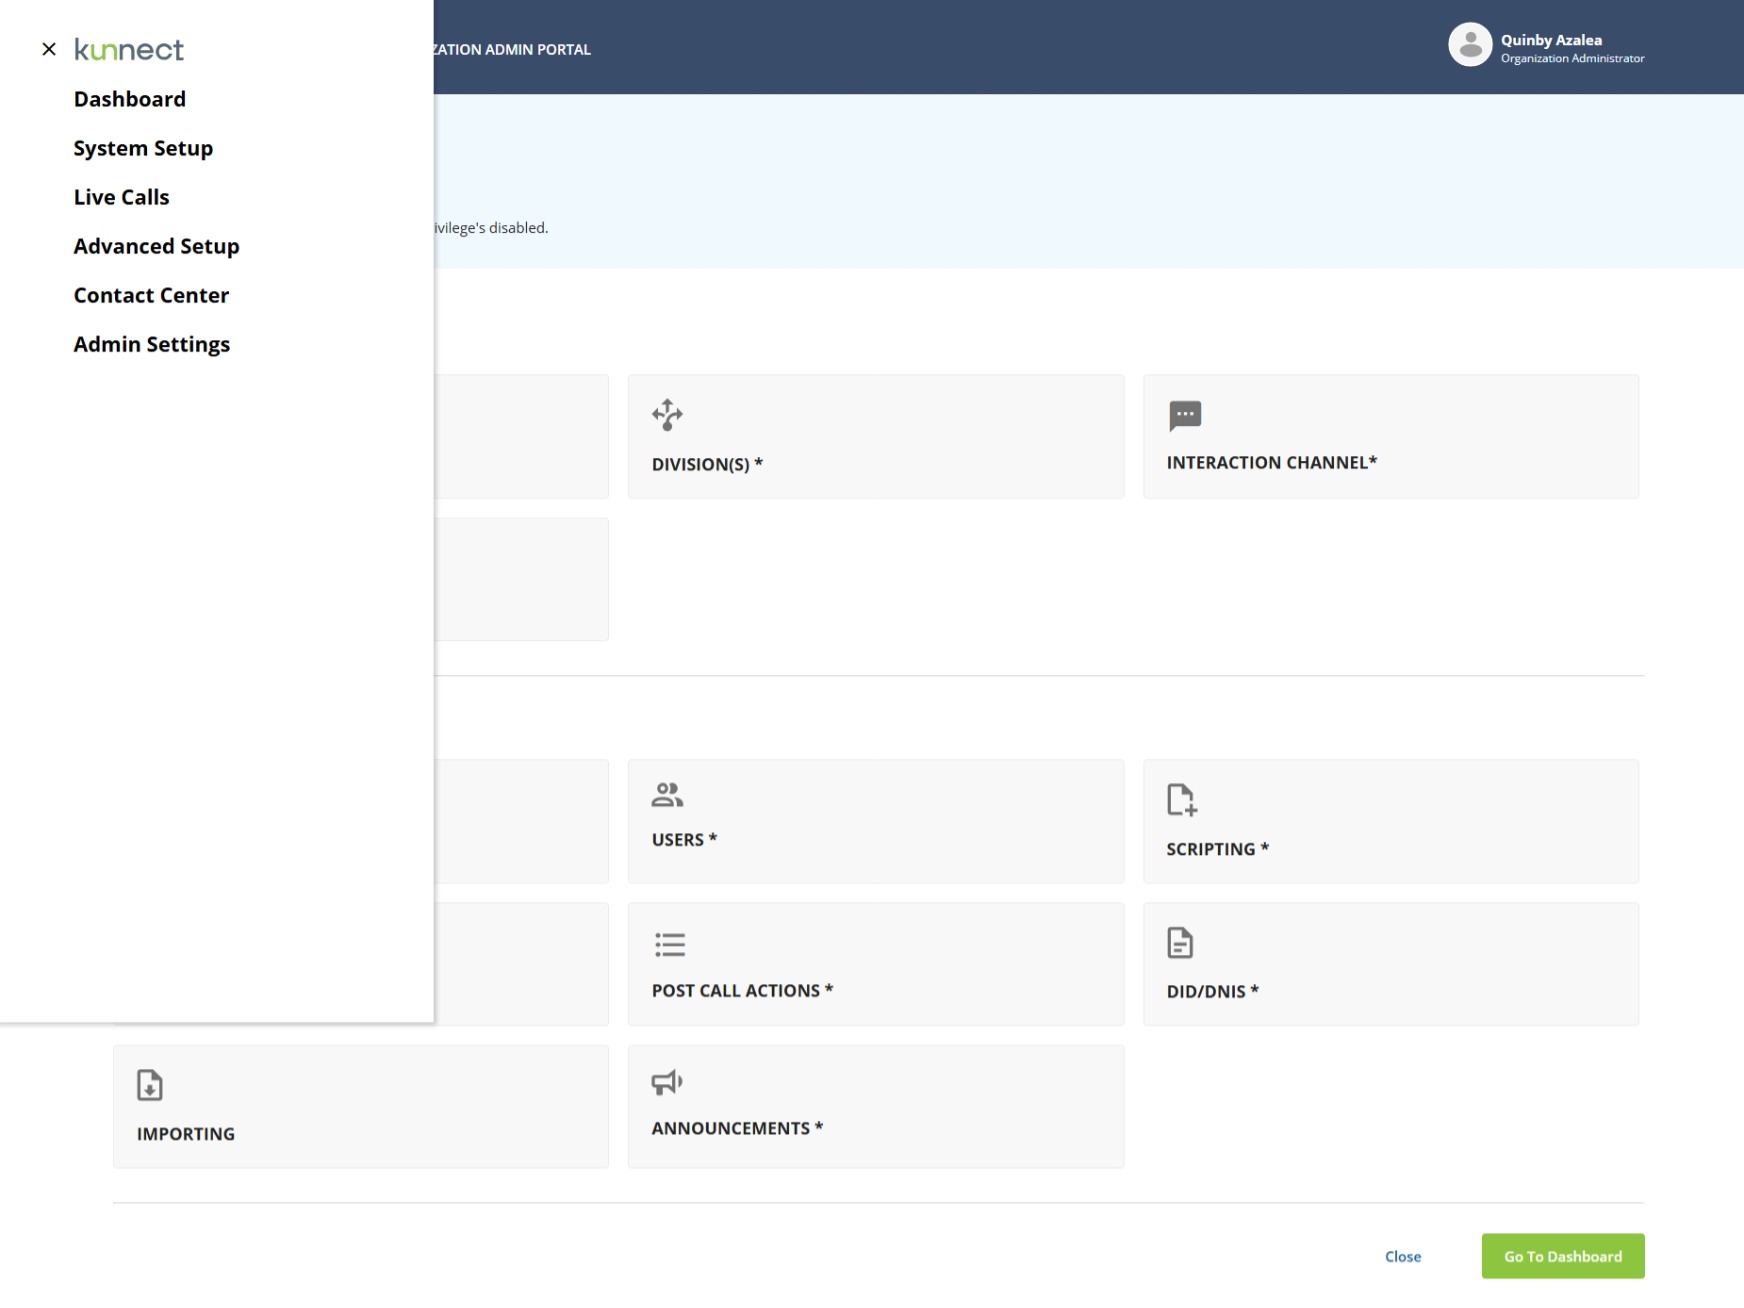 kunnect
ZATION ADMIN PORTAL
Quinby Azalea
Organization Administrator
Dashboard
System Setup
Live Calls
Advanced Setup
Contact Center
Admin Settings
ivilege's disabled.
DIVISION(S) *
INTERACTION CHANNEL*
USERS *
SCRIPTING *
POST CALL ACTIONS *
DID/DNIS *
IMPORTING
ANNOUNCEMENTS *
Close
Go To Dashboard